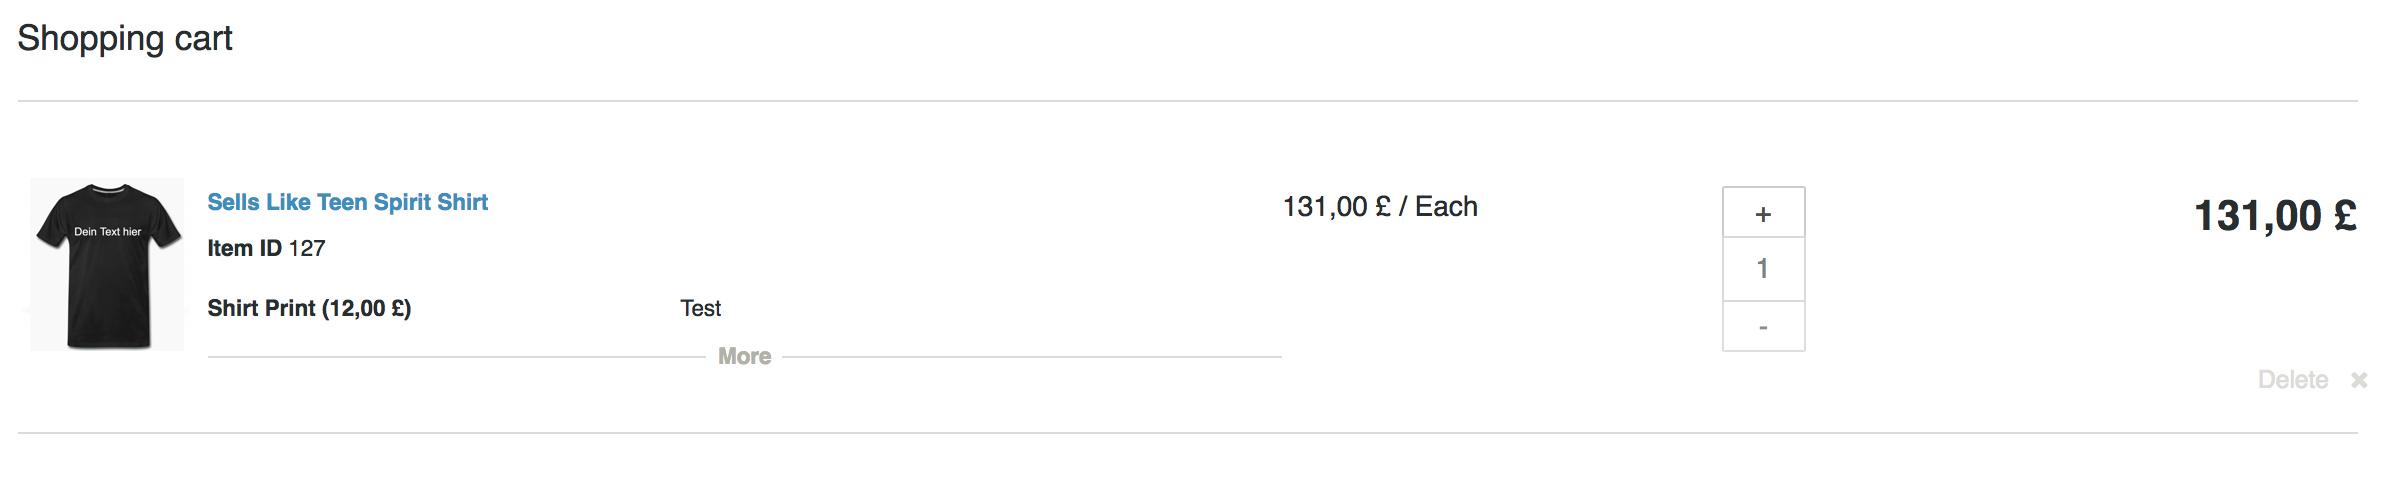 Shopping cart
Dein Text hier
Sells Like Teen Spirit Shirt
Item ID 127
Shirt Print (12,00 £) Test
More
131,00 £ / Each
+
1
-
131,00 £
Delete ✖